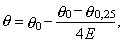 θ = θ₀ − (θ₀ − θ₀,₂₅)/(4E),